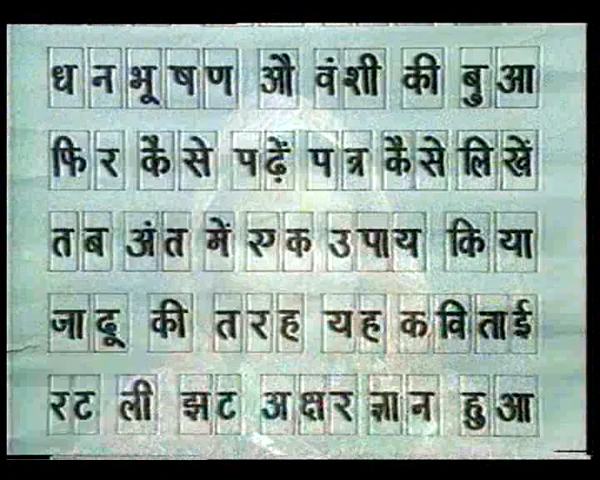 धनभूषण औ वंशी की बुआ
फिर कैसे पढ़ें पत्र कैसे लिखें
तब अंत में एक उपाय किया
जादू की तरह यह कविताई
रट ली झट अक्षर ज्ञान हुआ